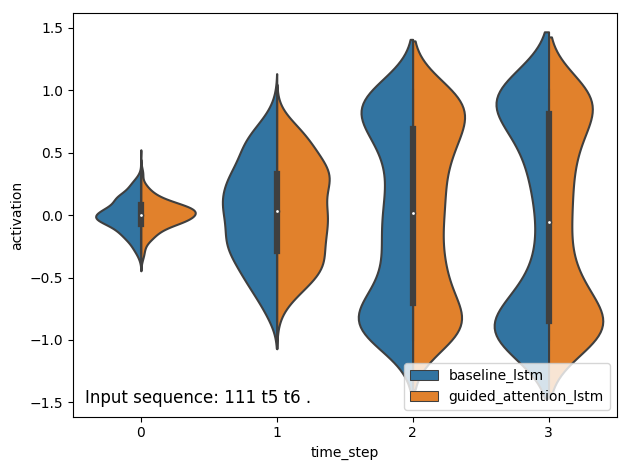 1.5
1.0
0.5
0.0
−0.5
−1.0
−1.5
activation
Input sequence: 111 t5 t6 .
baseline_lstm
guided_attention_lstm
0 1 2 3
time_step